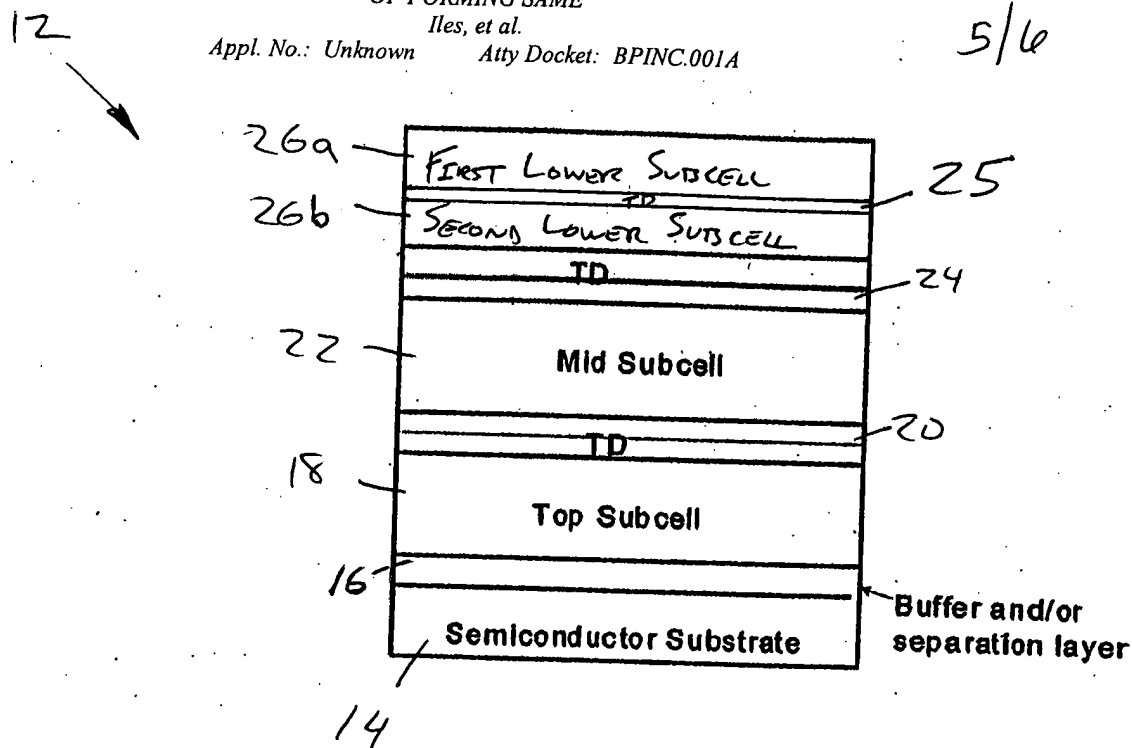 OF FORMING SAME
Iles, et al.
Appl. No.: Unknown Atty Docket: BPINC.001A
5/6
12
26a
FIRST LOWER SUBCELL
TD
25
26b
SECOND LOWER SUBCELL
TD
24
22
Mid Subcell
20
TD
18
Top Subcell
16
Buffer and/or
separation layer
Semiconductor Substrate
14